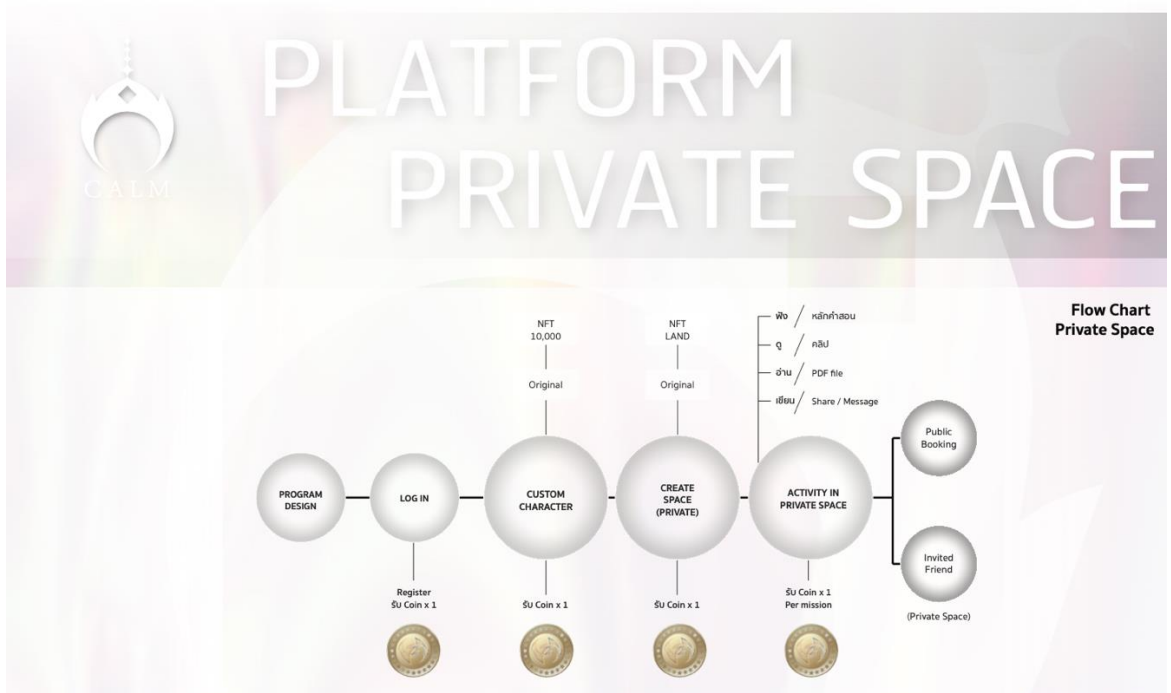 CALM
PLATFORM
PRIVATE SPACE
Flow Chart
Private Space
NFT
10,000
Original
NFT
LAND
Original
ฟัง / หลักคำสอน
ดู / คลิป
อ่าน / PDF file
เขียน / Share / Message
PROGRAM
DESIGN
LOG IN
CUSTOM
CHARACTER
CREATE
SPACE
(PRIVATE)
ACTIVITY IN
PRIVATE SPACE
Public
Booking
Invited
Friend
(Private Space)
Register
รับ Coin x 1
รับ Coin x 1
รับ Coin x 1
รับ Coin x 1
Per mission